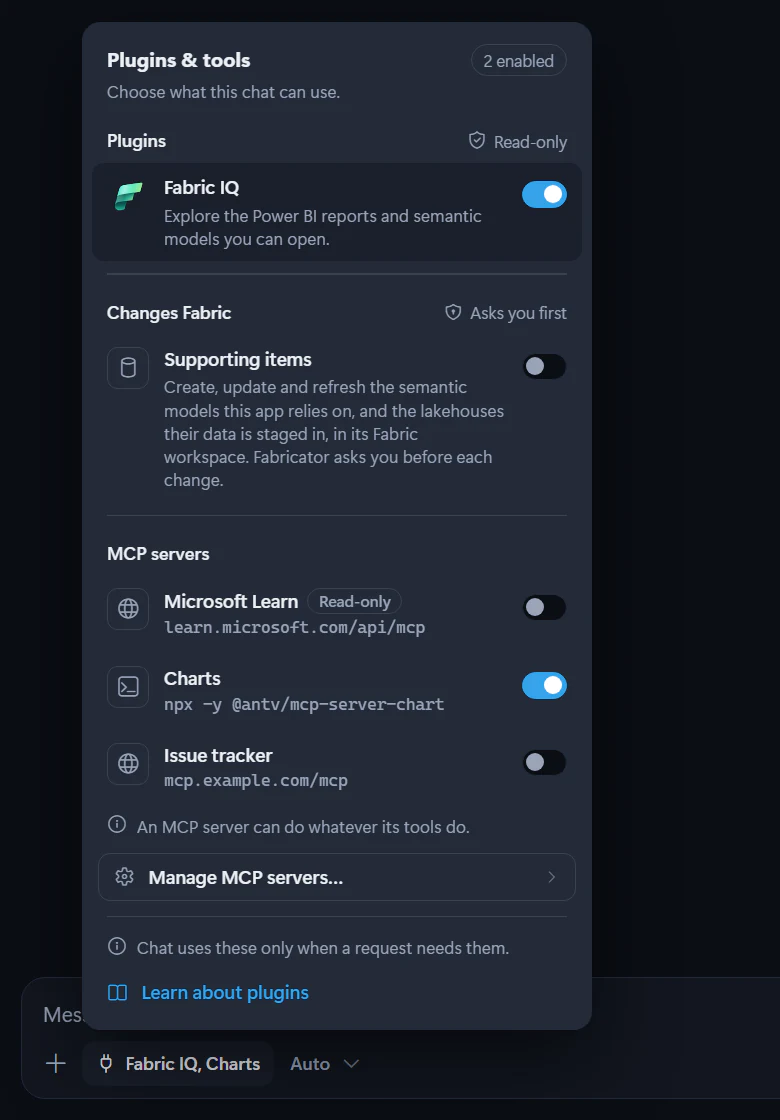 Plugins & tools
2 enabled
Choose what this chat can use.
Plugins
Read-only
Fabric IQ
Explore the Power BI reports and semantic
models you can open.
Changes Fabric
Asks you first
Supporting items
Create, update and refresh the semantic
models this app relies on, and the lakehouses
their data is staged in, in its Fabric
workspace. Fabricator asks you before each
change.
MCP servers
Microsoft Learn Read-only
learn.microsoft.com/api/mcp
Charts
npx -y @antv/mcp-server-chart
Issue tracker
mcp.example.com/mcp
An MCP server can do whatever its tools do.
Manage MCP servers...
Chat uses these only when a request needs them.
Learn about plugins
Fabric IQ, Charts
Auto